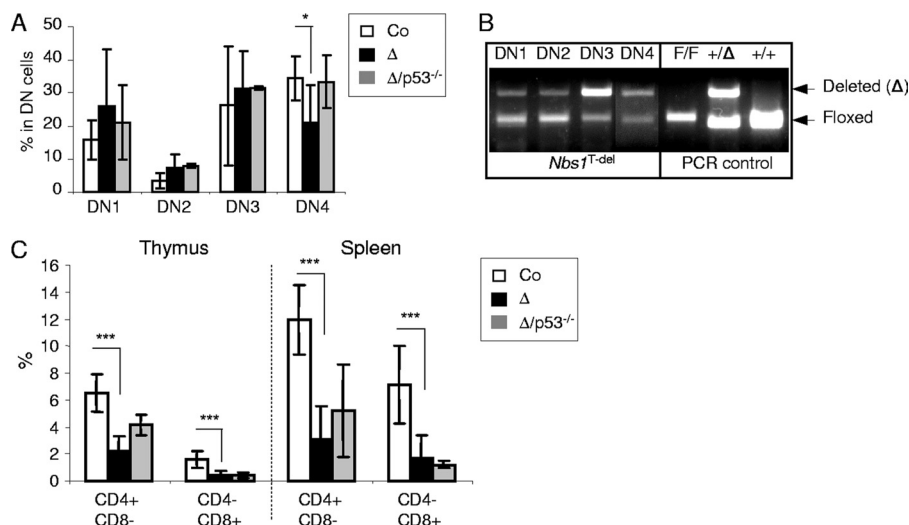 A
% in DN cells
50
40
30
20
10
0
*
DN1
DN2
DN3
DN4
Co
Δ
Δ/p53-/-
B
DN1 DN2 DN3 DN4 F/F +/Δ +/+
Deleted (Δ)
Floxed
Nbs1T-del
PCR control
C
Thymus
Spleen
%
16
14
12
10
8
6
4
2
0
***
***
***
***
CD4+
CD8-
CD4-
CD8+
CD4+
CD8-
CD4-
CD8+
Co
Δ
Δ/p53-/-